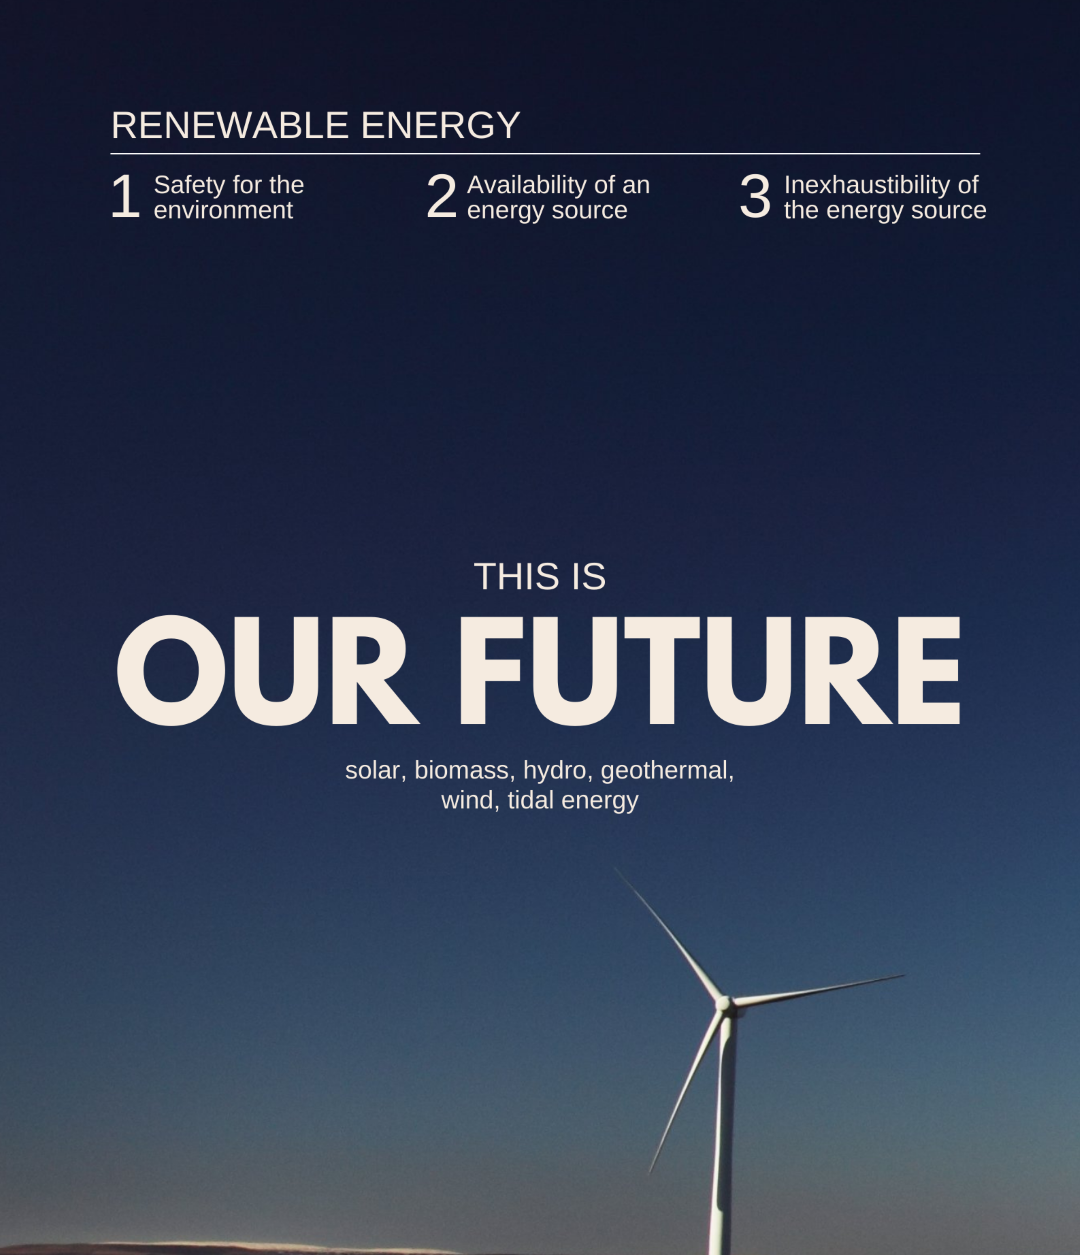 RENEWABLE ENERGY
1 Safety for the
environment
2 Availability of an
energy source
3 Inexhaustibility of
the energy source
THIS IS
OUR FUTURE
solar, biomass, hydro, geothermal,
wind, tidal energy